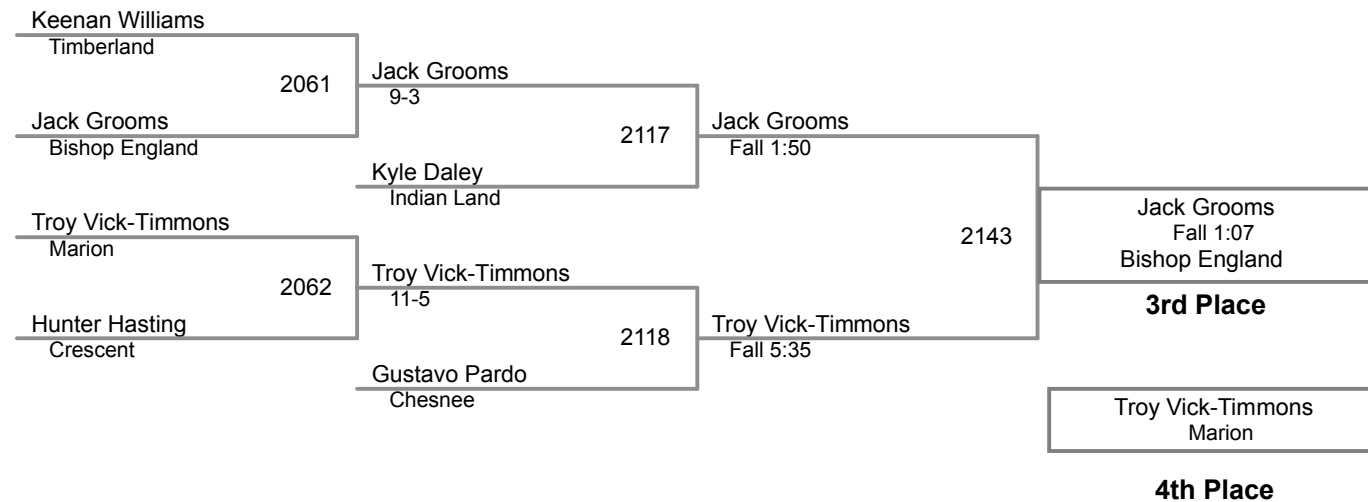 Keenan Williams
Timberland
2061
Jack Grooms
9-3
Jack Grooms
Bishop England
2117
Jack Grooms
Fall 1:50
Kyle Daley
Indian Land
Troy Vick-Timmons
Marion
2143
Jack Grooms
Fall 1:07
Bishop England
3rd Place
2062
Troy Vick-Timmons
11-5
Hunter Hasting
Crescent
2118
Troy Vick-Timmons
Fall 5:35
Gustavo Pardo
Chesnee
Troy Vick-Timmons
Marion
4th Place